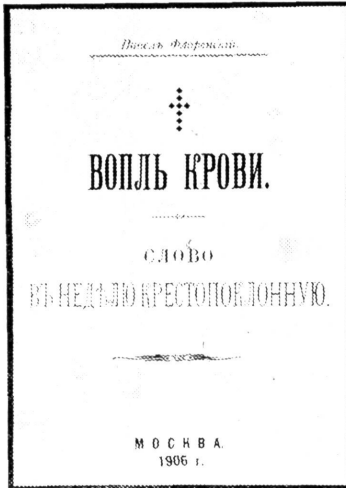 Павелъ Флоренскій.
ВОПЛЬ КРОВИ.
СЛОВО
ВЪ НЕДѢЛЮ КРЕСТОПОКЛОННУЮ.
МОСКВА.
1906 г.